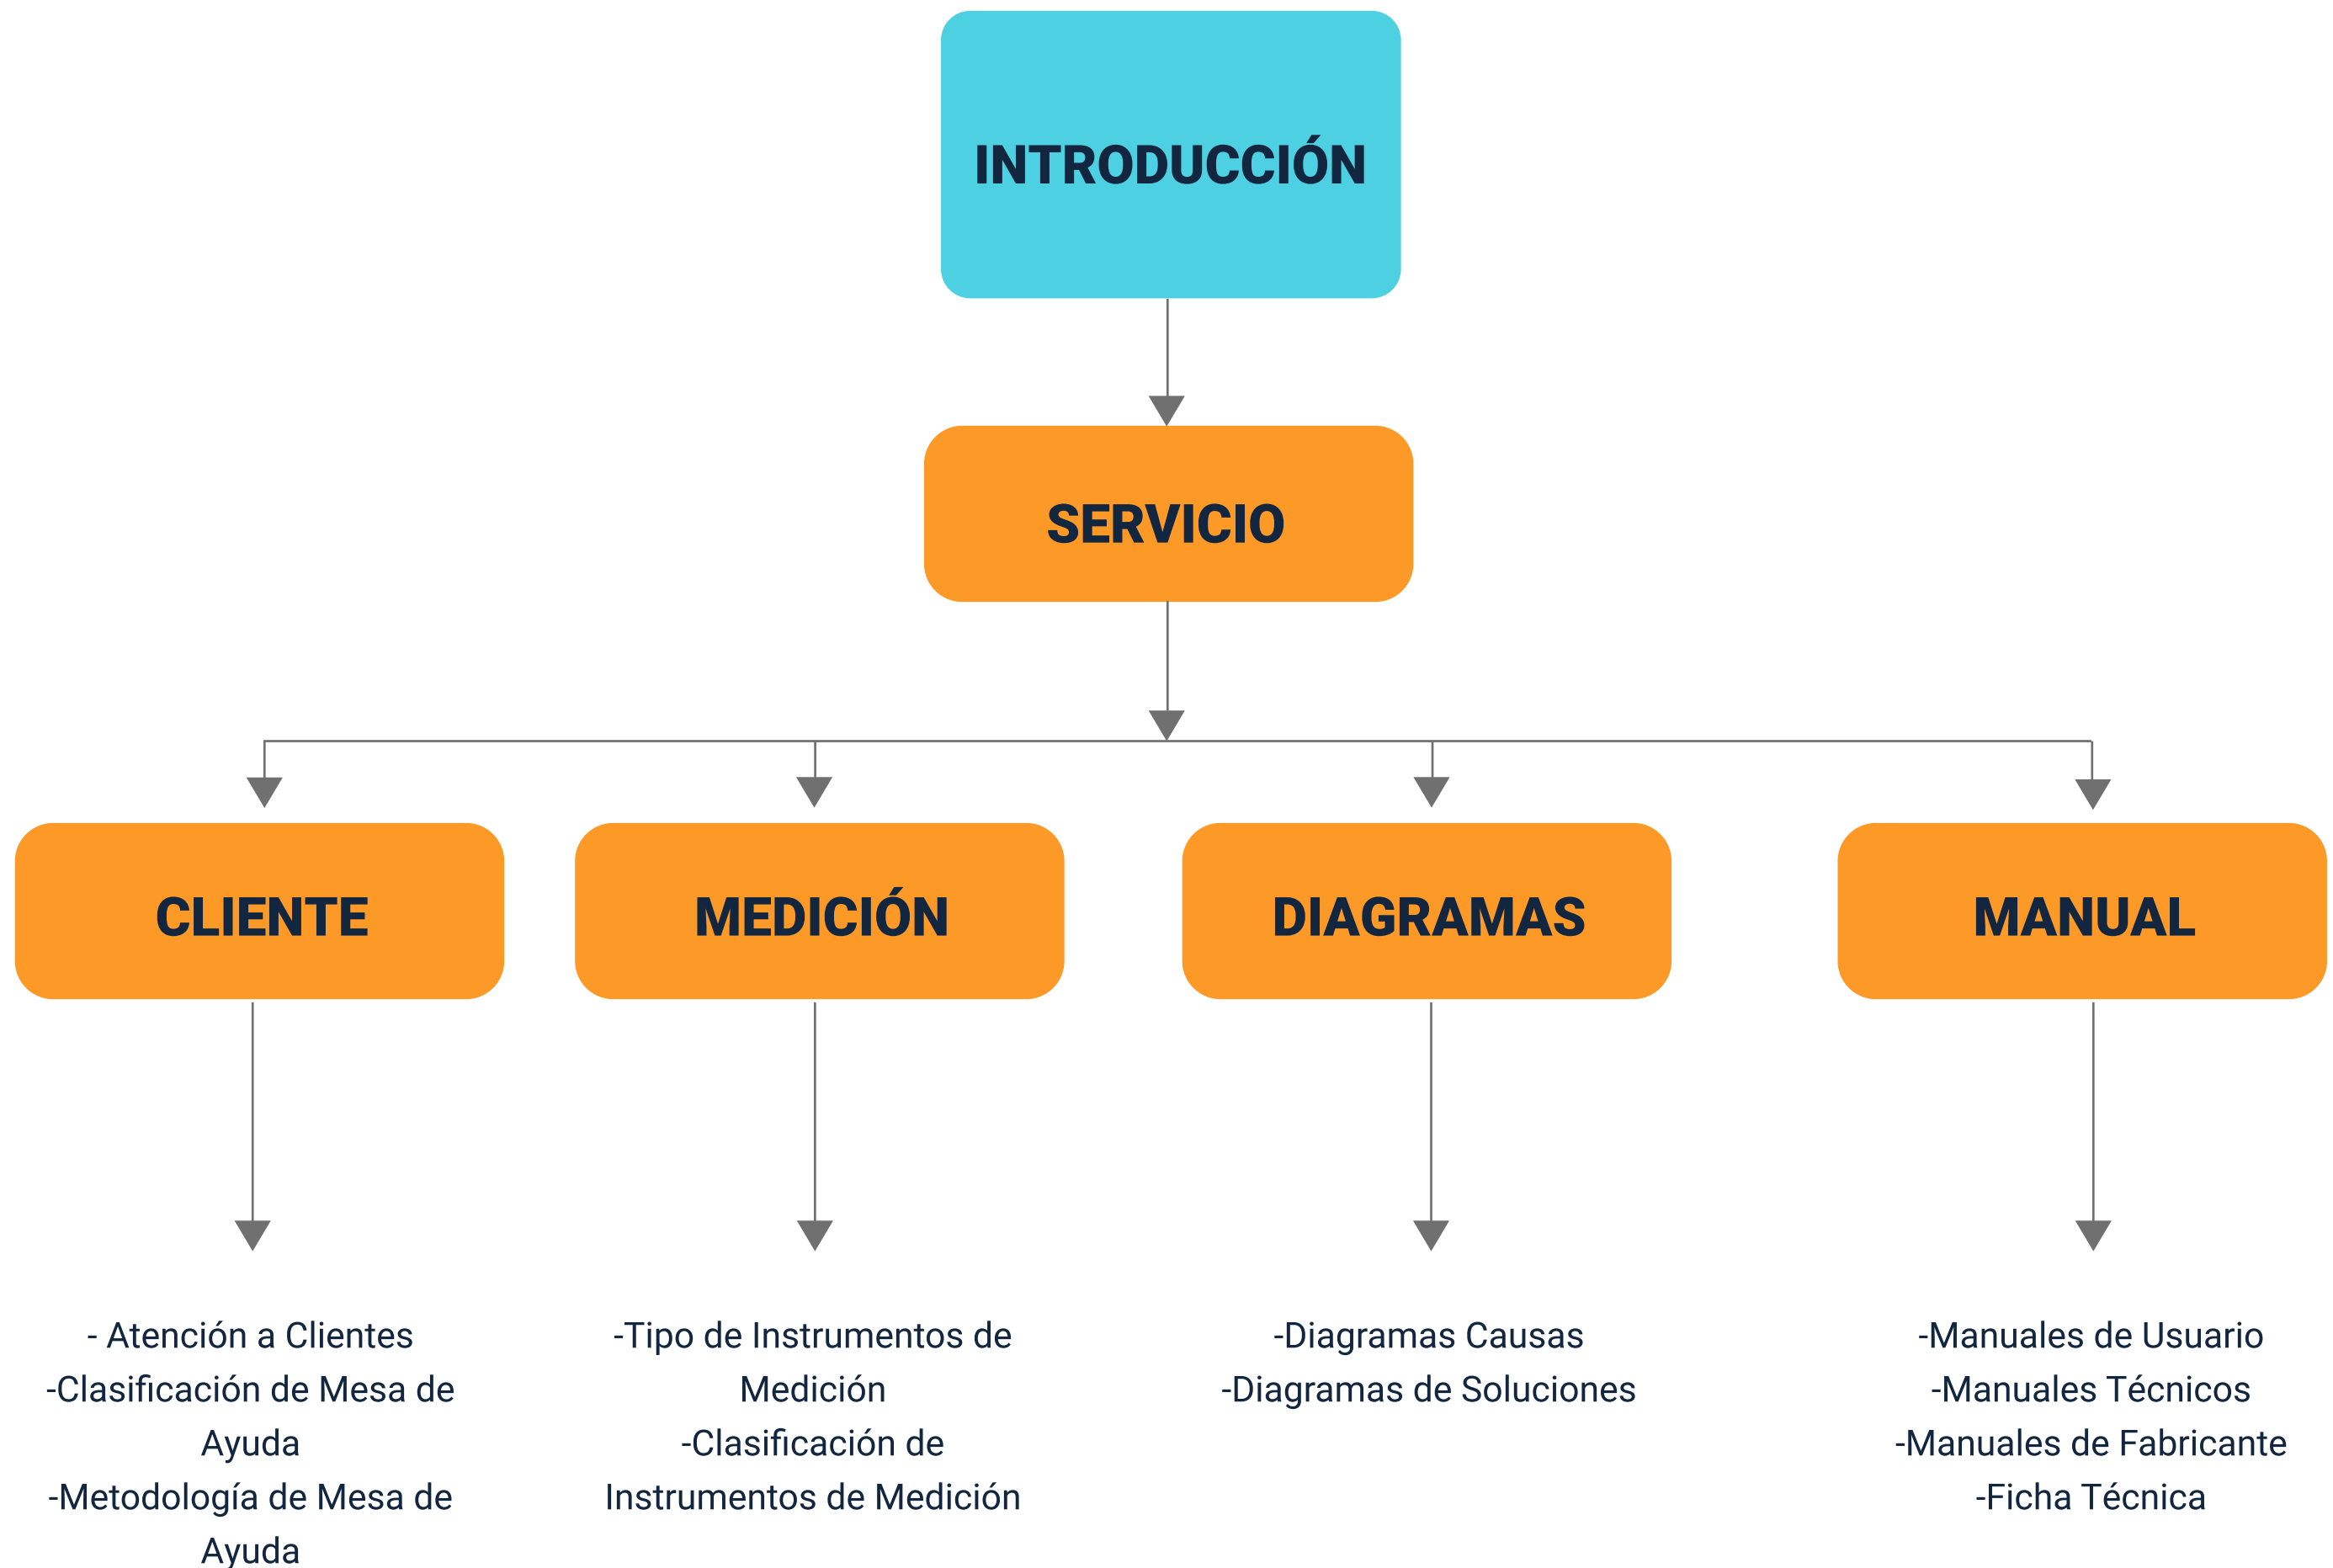 INTRODUCCIÓN
SERVICIO
CLIENTE
MEDICIÓN
DIAGRAMAS
MANUAL
- Atención a Clientes
-Clasificación de Mesa de
Ayuda
-Metodología de Mesa de
Ayuda
-Tipo de Instrumentos de
Medición
-Clasificación de
Instrumentos de Medición
-Diagramas Causas
-Diagramas de Soluciones
-Manuales de Usuario
-Manuales Técnicos
-Manuales de Fabricante
-Ficha Técnica